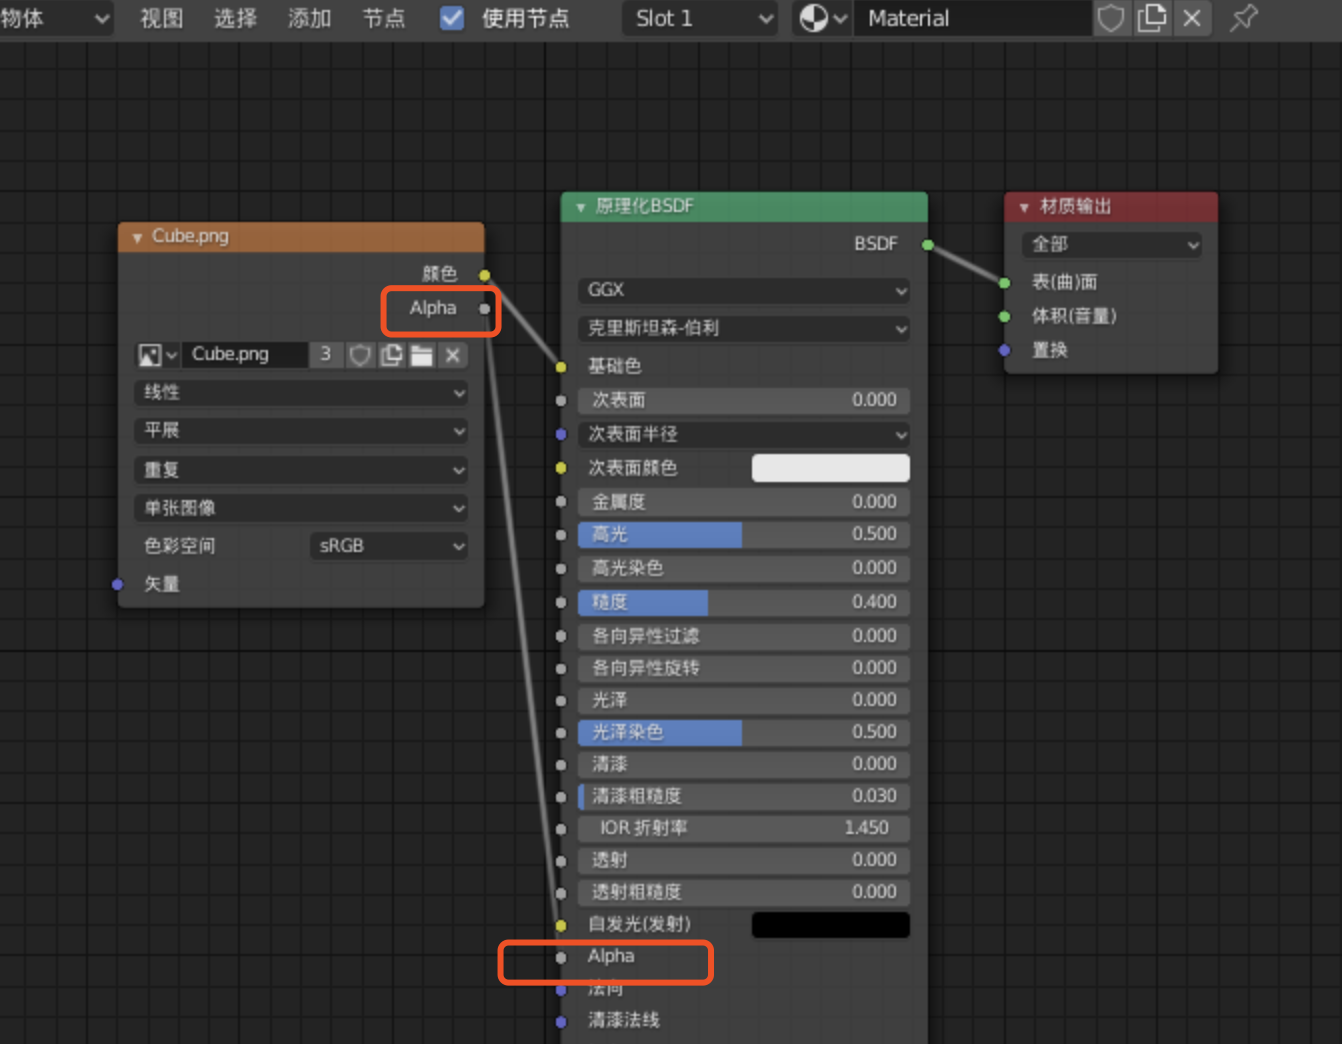 物体 视图 选择 添加 节点 使用节点 Slot 1 Material
Cube.png
颜色
Alpha
Cube.png 3
线性
平展
重复
单张图像
色彩空间 sRGB
矢量
原理化BSDF
BSDF
GGX
克里斯坦森-伯利
基础色
次表面 0.000
次表面半径
次表面颜色
金属度 0.000
高光 0.500
高光染色 0.000
糙度 0.400
各向异性过滤 0.000
各向异性旋转 0.000
光泽 0.000
光泽染色 0.500
清漆 0.000
清漆粗糙度 0.030
IOR 折射率 1.450
透射 0.000
透射粗糙度 0.000
自发光(发射)
Alpha
法向
清漆法线
材质输出
全部
表(曲)面
体积(音量)
置换